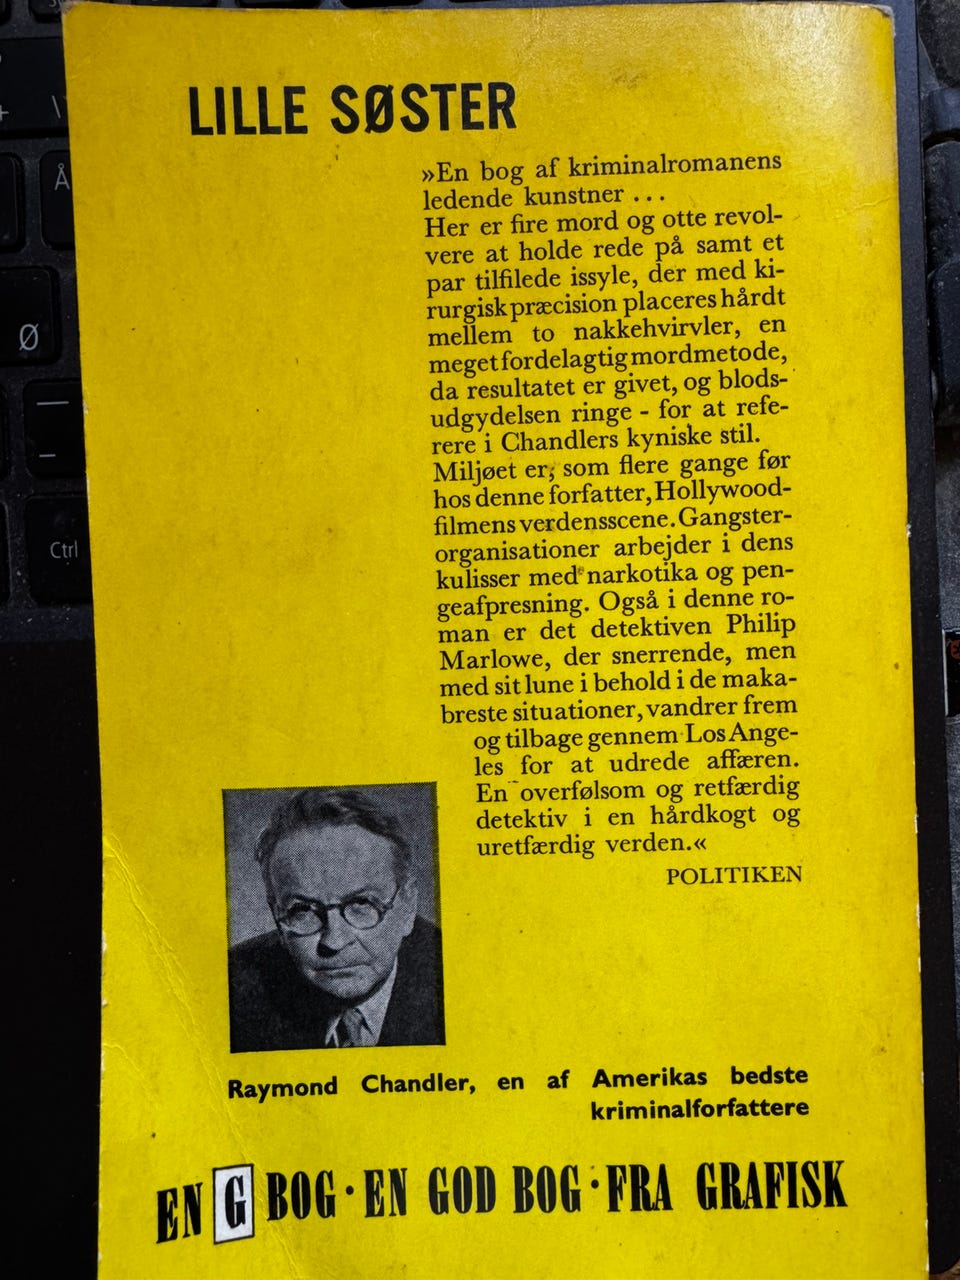 LILLE SØSTER
»En bog af kriminalromanens
ledende kunstner ...
Her er fire mord og otte revol-
vere at holde rede på samt et
par tilfilede issyle, der med ki-
rurgisk præcision placeres hårdt
mellem to nakkehvirvler, en
meget fordelagtig mordmetode,
da resultatet er givet, og blods-
udgydelsen ringe - for at refe-
rere i Chandlers kyniske stil.
Miljøet er, som flere gange før
hos denne forfatter, Hollywood-
filmens verdensscene. Gangster-
organisationer arbejder i dens
kulisser med narkotika og pen-
geafpresning. Også i denne ro-
man er det detektiven Philip
Marlowe, der snerrende, men
med sit lune i behold i de maka-
breste situationer, vandrer frem
og tilbage gennem Los Ange-
les for at udrede affæren.
En overfølsom og retfærdig
detektiv i en hårdkogt og
uretfærdig verden.«
POLITIKEN
Raymond Chandler, en af Amerikas bedste
kriminalforfattere
EN G BOG · EN GOD BOG · FRA GRAFISK
Å
Ø
Ctrl